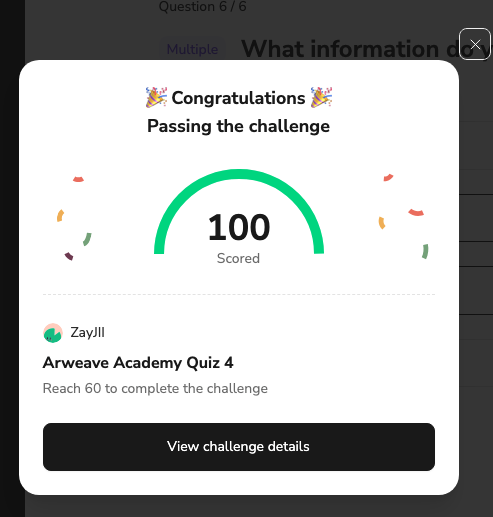 Question 6 / 6
Multiple What information do w
🎉 Congratulations 🎉
Passing the challenge
100
Scored
ZayJII
Arweave Academy Quiz 4
Reach 60 to complete the challenge
View challenge details